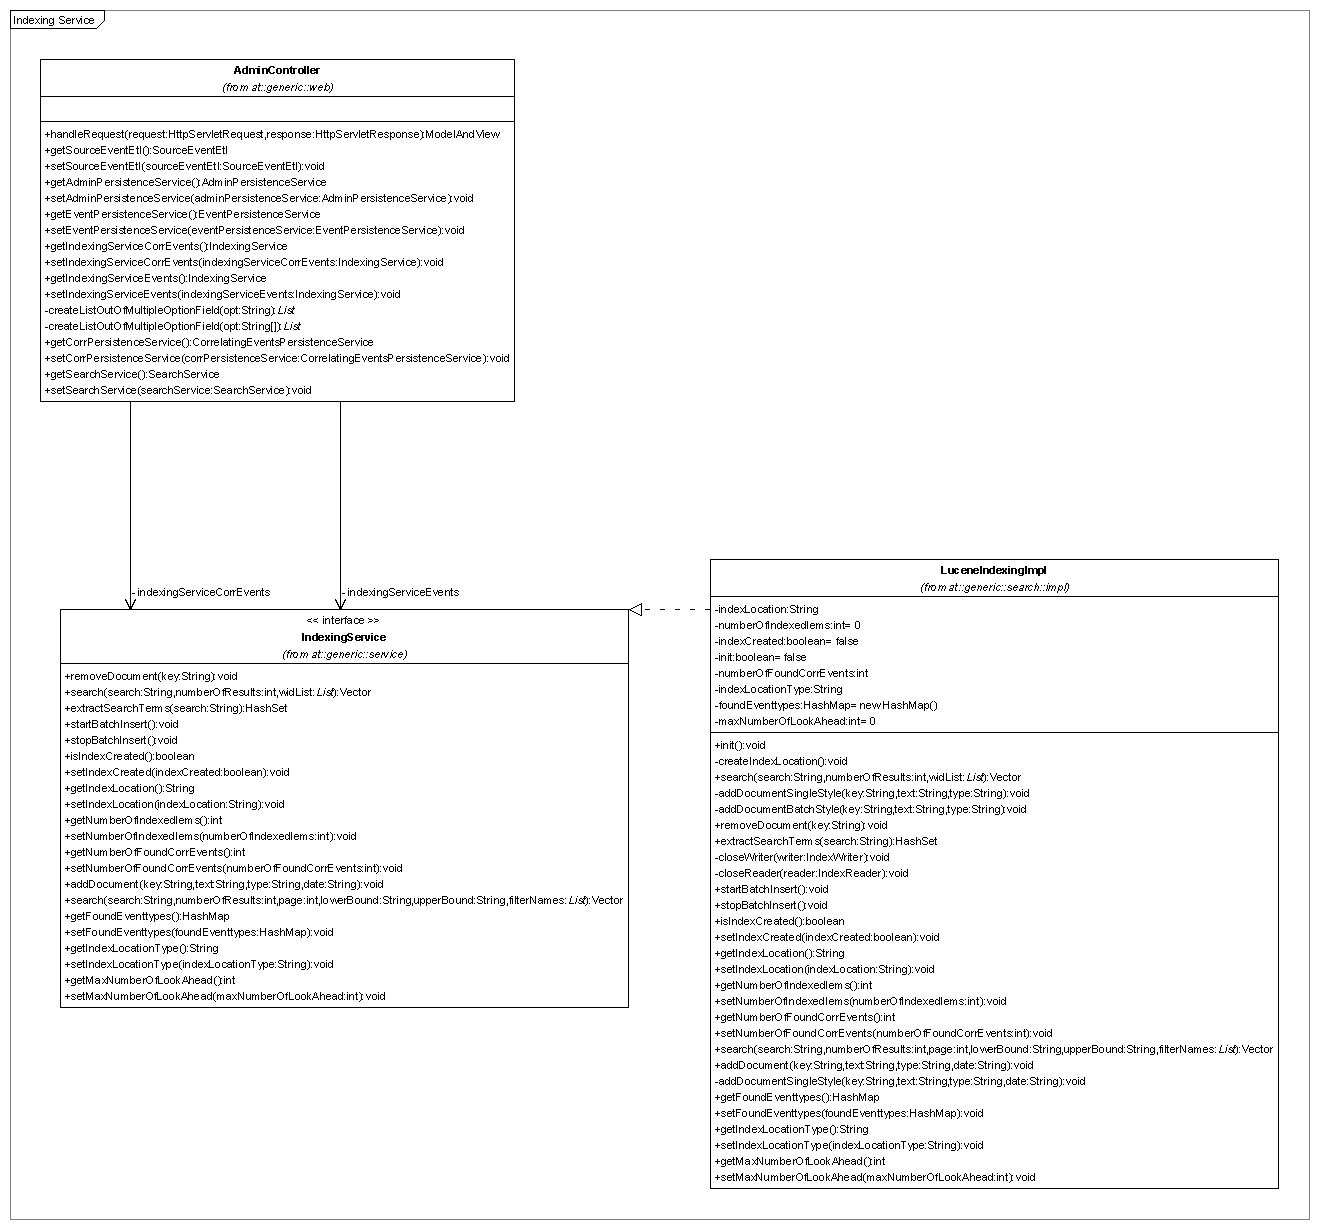 Indexing Service
AdminController
(from at::generic::web)
+handleRequest(request:HttpServletRequest,response:HttpServletResponse):ModelAndView
+getSourceEventEtl():SourceEventEtl
+setSourceEventEtl(sourceEventEtl:SourceEventEtl):void
+getAdminPersistenceService():AdminPersistenceService
+setAdminPersistenceService(adminPersistenceService:AdminPersistenceService):void
+getEventPersistenceService():EventPersistenceService
+setEventPersistenceService(eventPersistenceService:EventPersistenceService):void
+getIndexingServiceCorrEvents():IndexingService
+setIndexingServiceCorrEvents(indexingServiceCorrEvents:IndexingService):void
+getIndexingServiceEvents():IndexingService
+setIndexingServiceEvents(indexingServiceEvents:IndexingService):void
-createListOutOfMultipleOptionField(opt:String):List
-createListOutOfMultipleOptionField(opt:String[]):List
+getCorrPersistenceService():CorrelatingEventsPersistenceService
+setCorrPersistenceService(corrPersistenceService:CorrelatingEventsPersistenceService):void
+getSearchService():SearchService
+setSearchService(searchService:SearchService):void
-indexingServiceCorrEvents
-indexingServiceEvents
<< interface >>
IndexingService
(from at::generic::service)
+removeDocument(key:String):void
+search(search:String,numberOfResults:int,widList:List):Vector
+extractSearchTerms(search:String):HashSet
+startBatchInsert():void
+stopBatchInsert():void
+isIndexCreated():boolean
+setIndexCreated(indexCreated:boolean):void
+getIndexLocation():String
+setIndexLocation(indexLocation:String):void
+getNumberOfIndexedIems():int
+setNumberOfIndexedIems(numberOfIndexedIems:int):void
+getNumberOfFoundCorrEvents():int
+setNumberOfFoundCorrEvents(numberOfFoundCorrEvents:int):void
+addDocument(key:String,text:String,type:String,date:String):void
+search(search:String,numberOfResults:int,page:int,lowerBound:String,upperBound:String,filterNames:List):Vector
+getFoundEventtypes():HashMap
+setFoundEventtypes(foundEventtypes:HashMap):void
+getIndexLocationType():String
+setIndexLocationType(indexLocationType:String):void
+getMaxNumberOfLookAhead():int
+setMaxNumberOfLookAhead(maxNumberOfLookAhead:int):void
LuceneIndexingImpl
(from at::generic::search::impl)
-indexLocation:String
-numberOfIndexedIems:int= 0
-indexCreated:boolean= false
-init:boolean= false
-numberOfFoundCorrEvents:int
-indexLocationType:String
-foundEventtypes:HashMap= new HashMap()
-maxNumberOfLookAhead:int= 0
+init():void
-createIndexLocation():void
+search(search:String,numberOfResults:int,widList:List):Vector
-addDocumentSingleStyle(key:String,text:String,type:String):void
-addDocumentBatchStyle(key:String,text:String,type:String):void
+removeDocument(key:String):void
+extractSearchTerms(search:String):HashSet
-closeWriter(writer:IndexWriter):void
-closeReader(reader:IndexReader):void
+startBatchInsert():void
+stopBatchInsert():void
+isIndexCreated():boolean
+setIndexCreated(indexCreated:boolean):void
+getIndexLocation():String
+setIndexLocation(indexLocation:String):void
+getNumberOfIndexedIems():int
+setNumberOfIndexedIems(numberOfIndexedIems:int):void
+getNumberOfFoundCorrEvents():int
+setNumberOfFoundCorrEvents(numberOfFoundCorrEvents:int):void
+search(search:String,numberOfResults:int,page:int,lowerBound:String,upperBound:String,filterNames:List):Vector
+addDocument(key:String,text:String,type:String,date:String):void
-addDocumentSingleStyle(key:String,text:String,type:String,date:String):void
+getFoundEventtypes():HashMap
+setFoundEventtypes(foundEventtypes:HashMap):void
+getIndexLocationType():String
+setIndexLocationType(indexLocationType:String):void
+getMaxNumberOfLookAhead():int
+setMaxNumberOfLookAhead(maxNumberOfLookAhead:int):void